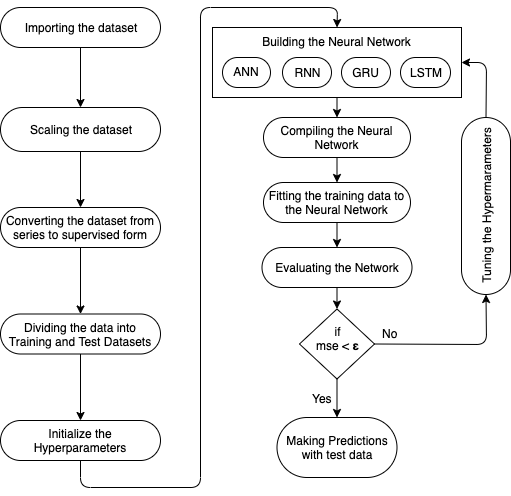 Importing the dataset
Scaling the dataset
Converting the dataset from
series to supervised form
Dividing the data into
Training and Test Datasets
Initialize the
Hyperparameters
Building the Neural Network
ANN
RNN
GRU
LSTM
Compiling the Neural
Network
Fitting the training data to
the Neural Network
Evaluating the Network
if
mse < ε
No
Yes
Making Predictions
with test data
Tuning the Hypermarameters